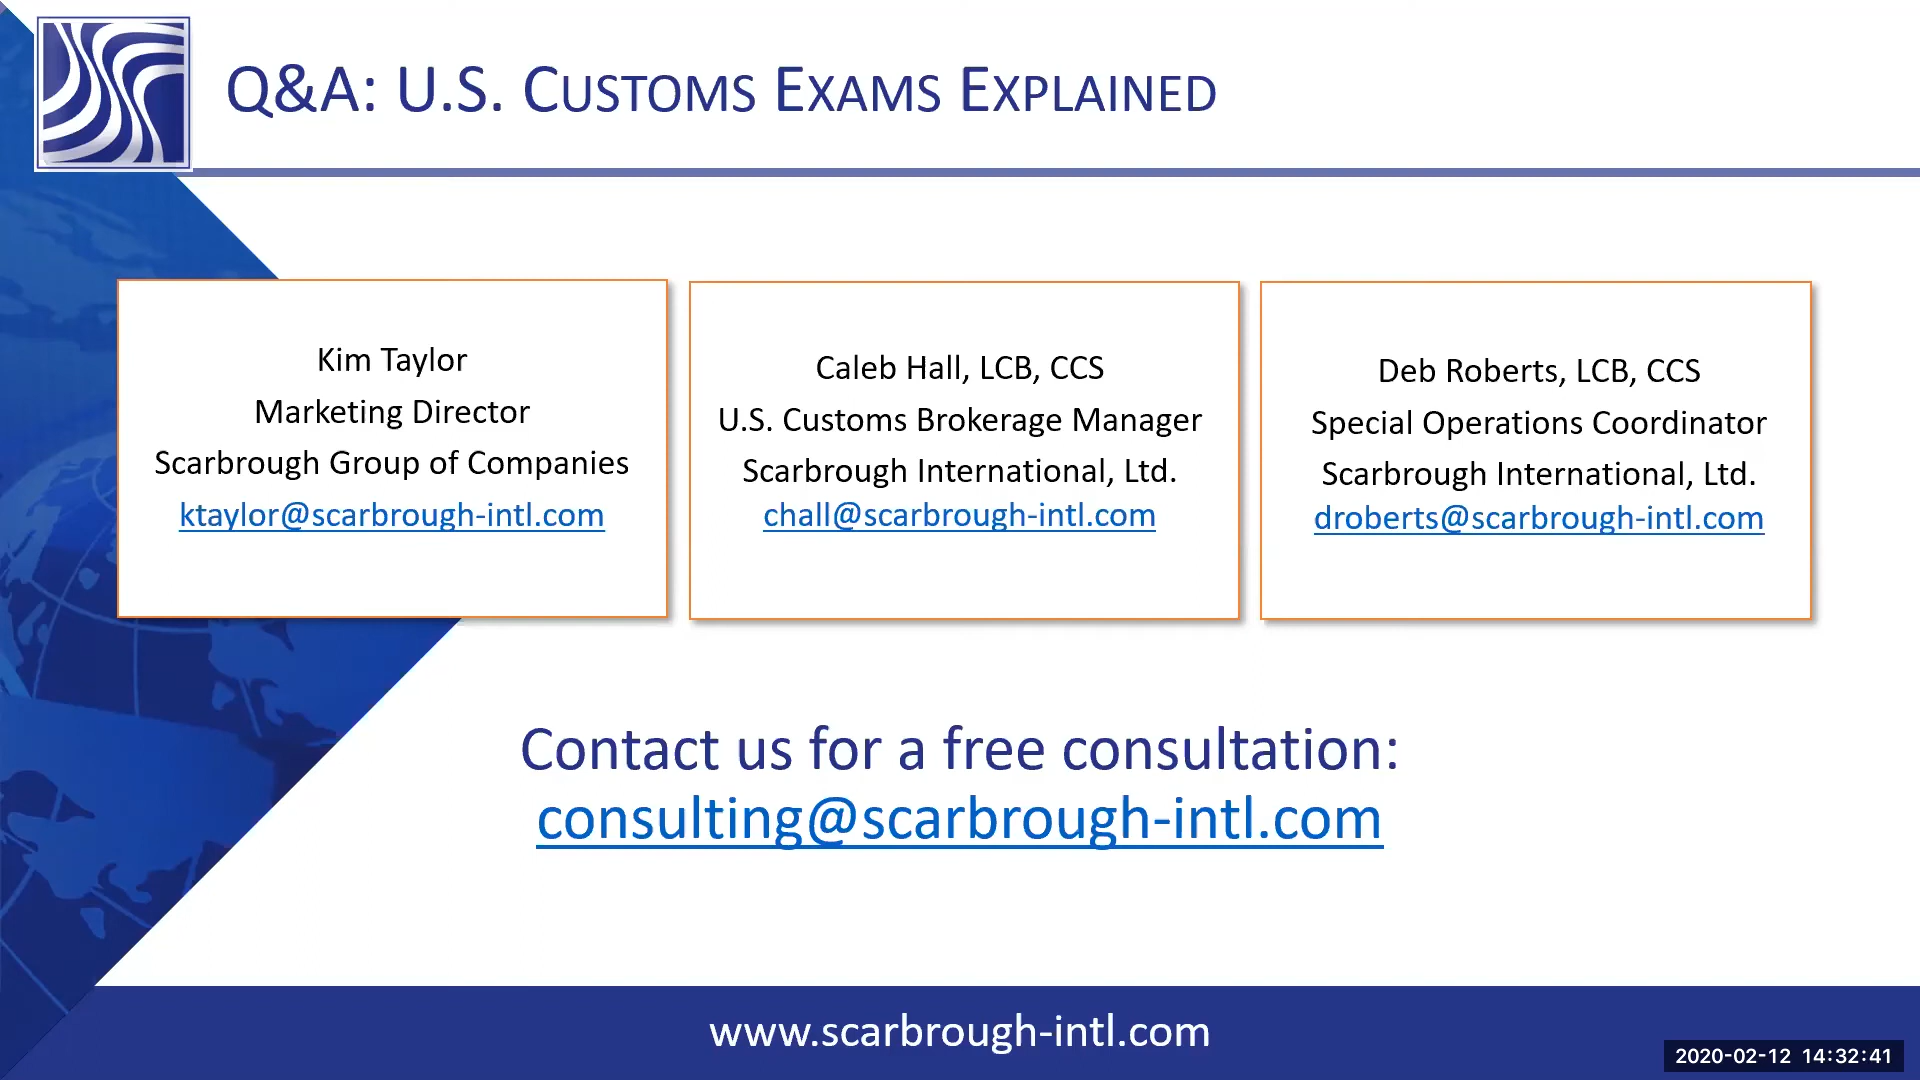 Q&A: U.S. Customs Exams Explained
Kim Taylor
Marketing Director
Scarbrough Group of Companies
ktaylor@scarbrough-intl.com
Caleb Hall, LCB, CCS
U.S. Customs Brokerage Manager
Scarbrough International, Ltd.
chall@scarbrough-intl.com
Deb Roberts, LCB, CCS
Special Operations Coordinator
Scarbrough International, Ltd.
droberts@scarbrough-intl.com
Contact us for a free consultation:
consulting@scarbrough-intl.com
www.scarbrough-intl.com
2020-02-12 14:32:41